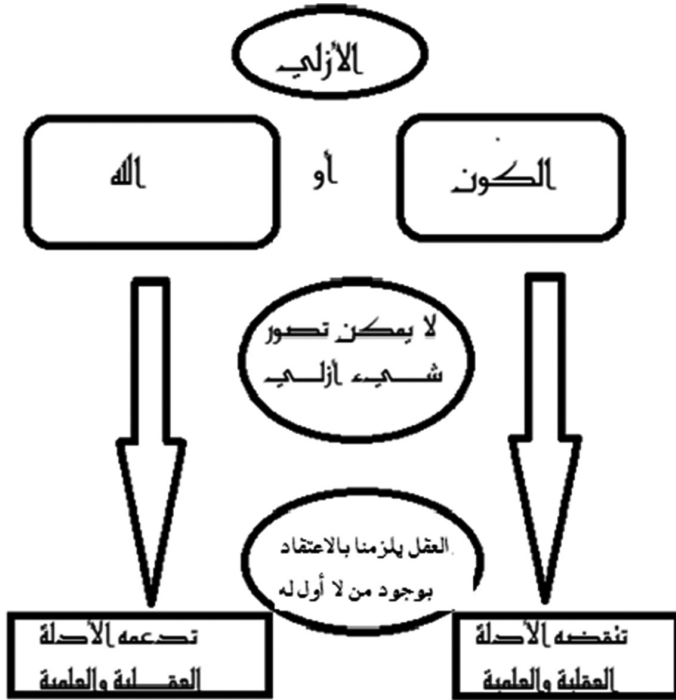 الأزلي
الكون
أو
الله
لا يمكن تصور
شيء أزلي
العقل يلزمنا بالاعتقاد
بوجود من لا أول له
تنقضه الأدلة
العقلية والعلمية
تدعمه الأدلة
العقلية والعلمية